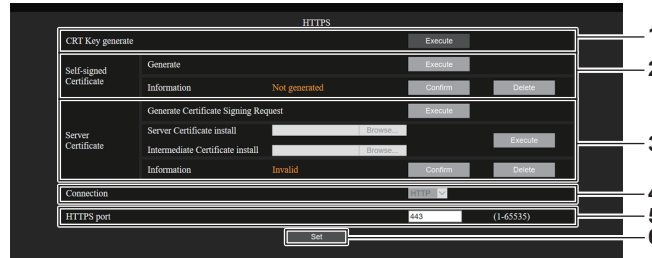 HTTPS
CRT Key generate Execute
1
Self-signed Certificate
Generate Execute
2
Information Not generated Confirm Delete
Server Certificate
Generate Certificate Signing Request Execute
Server Certificate install Browse...
Execute
3
Intermediate Certificate install Browse...
Information Invalid Confirm Delete
Connection HTTP
4
HTTPS port 443 (1-65535)
5
Set
6